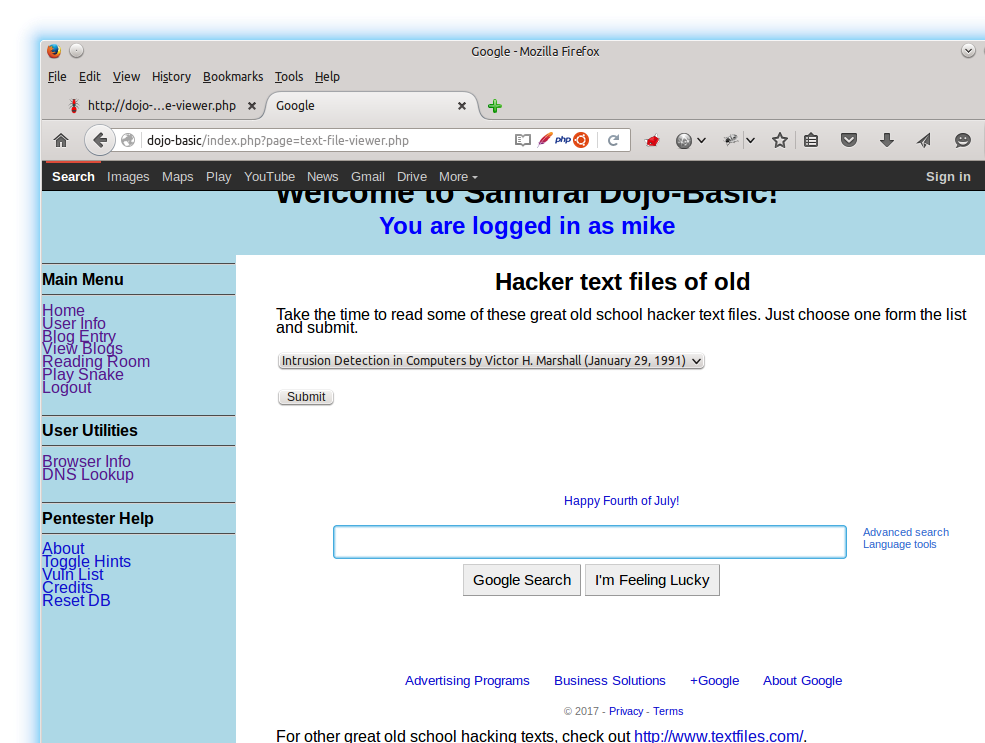 Google - Mozilla Firefox
File Edit View History Bookmarks Tools Help
http://dojo-...e-viewer.php Google
dojo-basic/index.php?page=text-file-viewer.php php
Search Images Maps Play YouTube News Gmail Drive More Sign in
Welcome to Samurai Dojo-Basic!
You are logged in as mike
Main Menu
Home
User Info
Blog Entry
View Blogs
Reading Room
Play Snake
Logout
User Utilities
Browser Info
DNS Lookup
Pentester Help
About
Toggle Hints
Vuln List
Credits
Reset DB
Hacker text files of old
Take the time to read some of these great old school hacker text files. Just choose one form the list
and submit.
Intrusion Detection in Computers by Victor H. Marshall (January 29, 1991)
Submit
Happy Fourth of July!
Advanced search
Language tools
Google Search I'm Feeling Lucky
Advertising Programs Business Solutions +Google About Google
© 2017 - Privacy - Terms
For other great old school hacking texts, check out http://www.textfiles.com/.